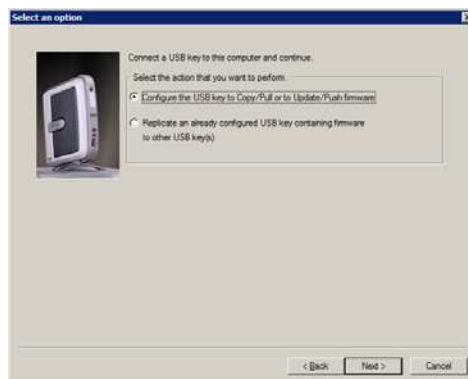 Select an option
Connect a USB key to this computer and continue.
Select the action that you want to perform.
Configure the USB key to Copy/Pull or to Update/Push firmware
Replicate an already configured USB key containing firmware
to other USB key(s)
< Back
Next >
Cancel